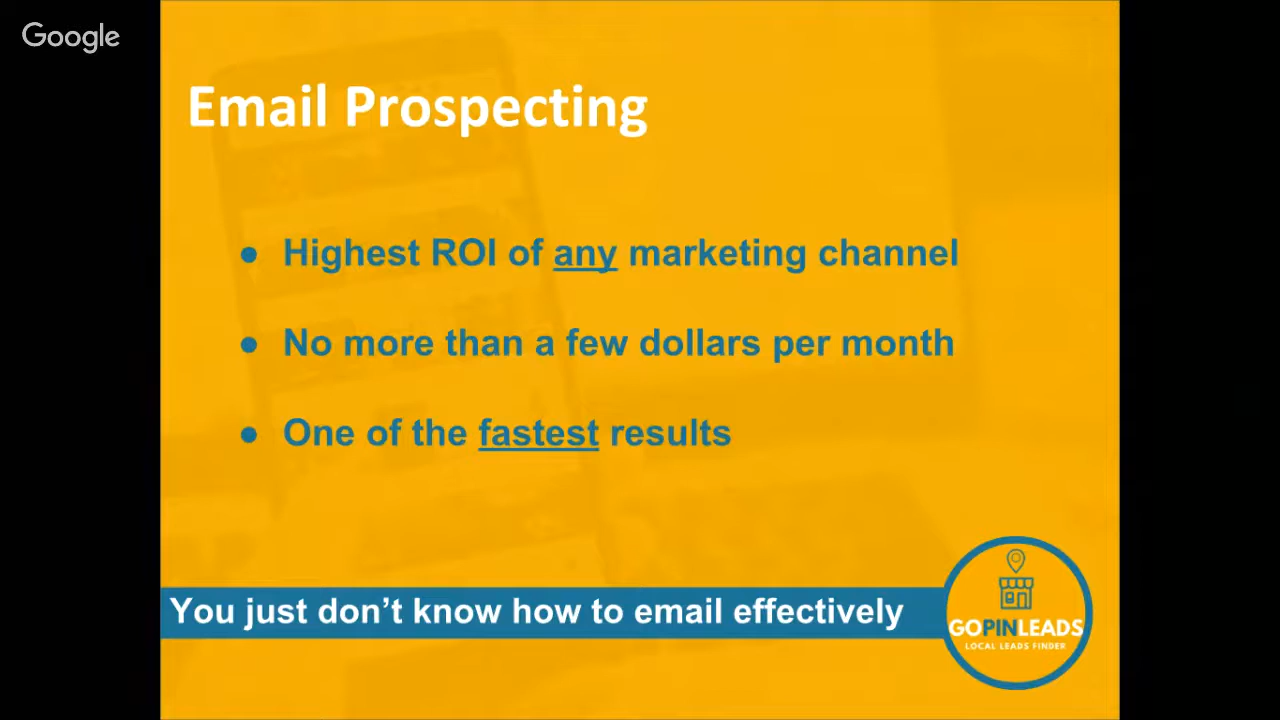 Google
Email Prospecting
● Highest ROI of any marketing channel
● No more than a few dollars per month
● One of the fastest results
You just don’t know how to email effectively
GOPINLEADS
LOCAL LEADS FINDER